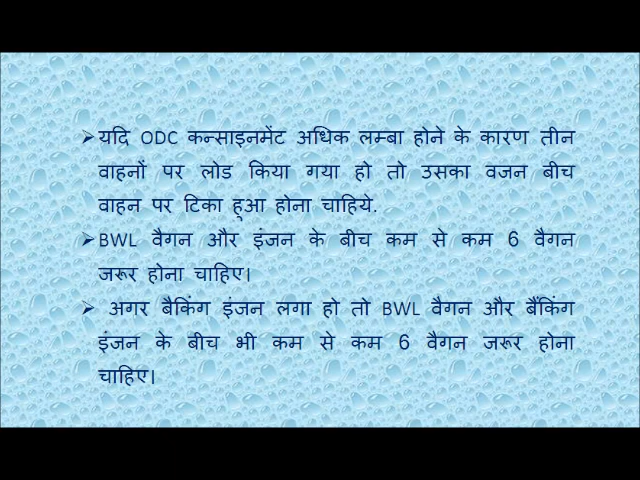 ➢यदि ODC कन्साइनमेंट अधिक लम्बा होने के कारण तीन
वाहनों पर लोड किया गया हो तो उसका वजन बीच
वाहन पर टिका हुआ होना चाहिये.
➢BWL वैगन और इंजन के बीच कम से कम 6 वैगन
जरूर होना चाहिए।
➢ अगर बैकिंग इंजन लगा हो तो BWL वैगन और बैंकिंग
इंजन के बीच भी कम से कम 6 वैगन जरूर होना
चाहिए।